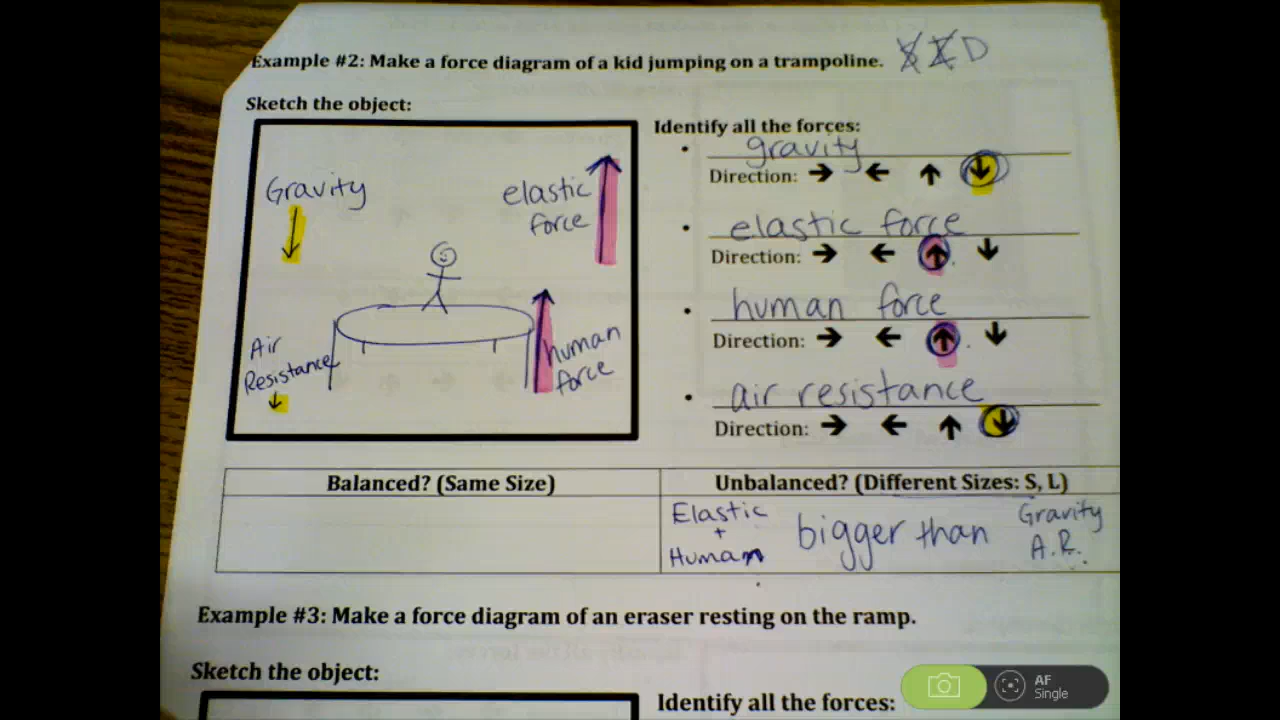 Example #2: Make a force diagram of a kid jumping on a trampoline. D
Sketch the object:
Gravity
elastic
force
Air
Resistance
human
force
Identify all the forces:
• gravity
Direction: → ← ↑ ↓
• elastic force
Direction: → ← ↑ ↓
• human force
Direction: → ← ↑ ↓
• air resistance
Direction: → ← ↑ ↓
Balanced? (Same Size)
Unbalanced? (Different Sizes: S, L)
Elastic
+
Human
bigger than
Gravity
A.R.
Example #3: Make a force diagram of an eraser resting on the ramp.
Sketch the object:
Identify all the forces:
AF
Single